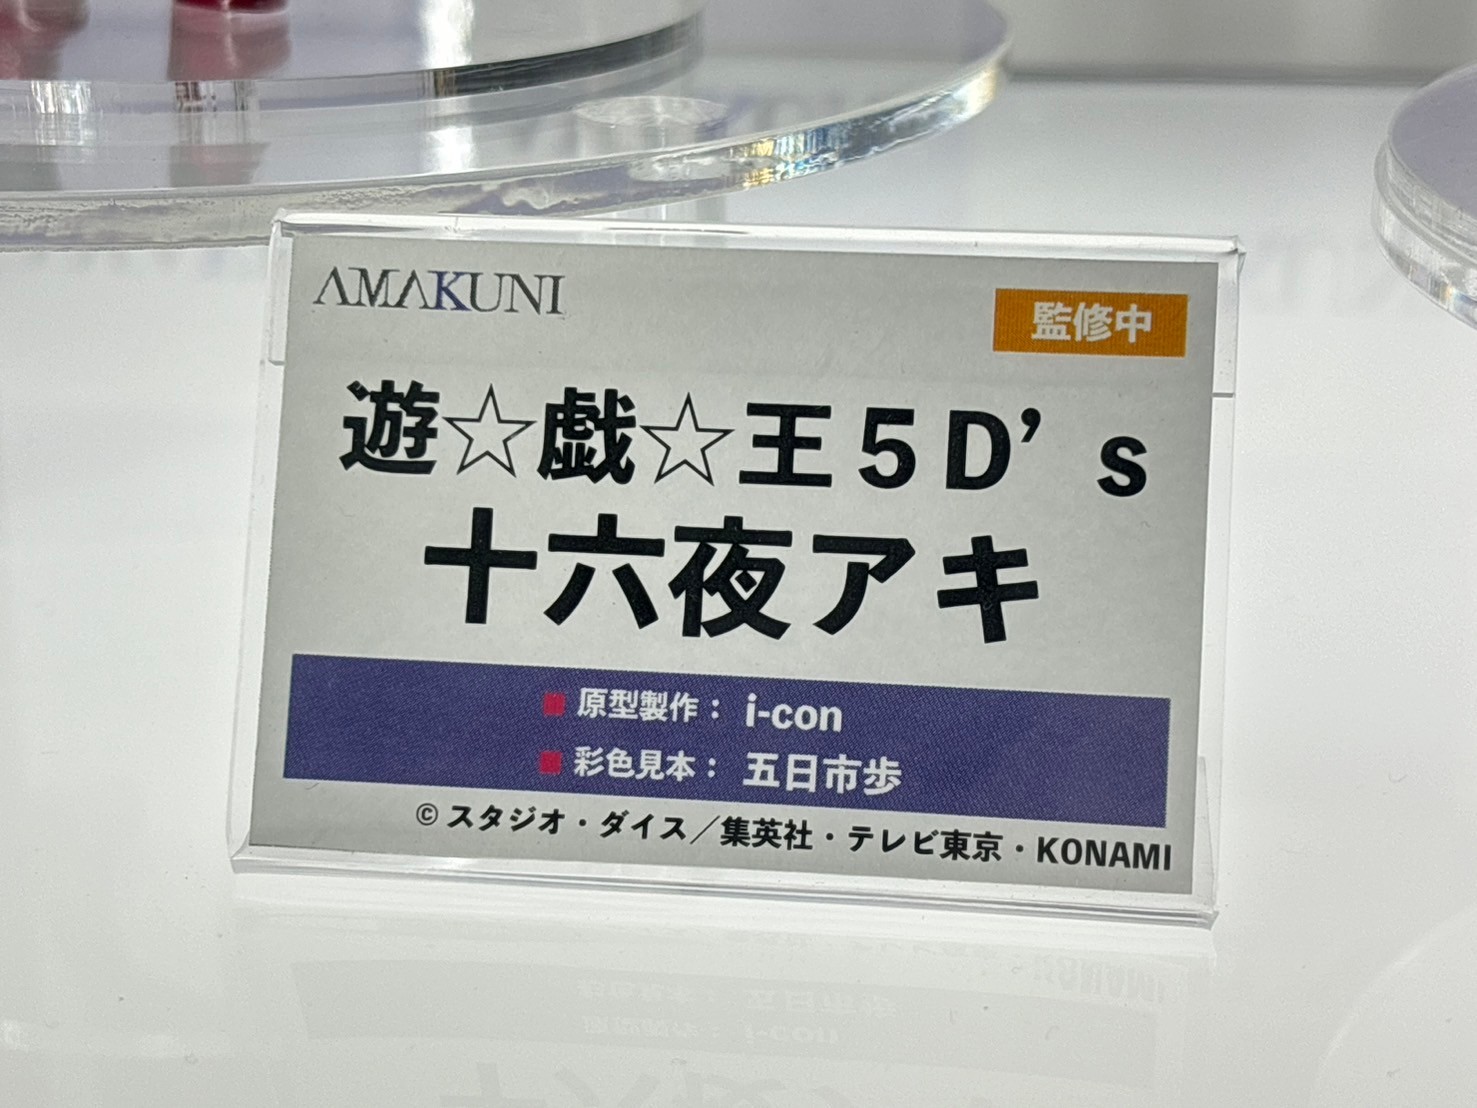 AMAKUNI
監修中
遊☆戯☆王５Ｄ’ｓ
十六夜アキ
■ 原型製作： i-con
■ 彩色見本： 五日市歩
© スタジオ・ダイス／集英社・テレビ東京・KONAMI